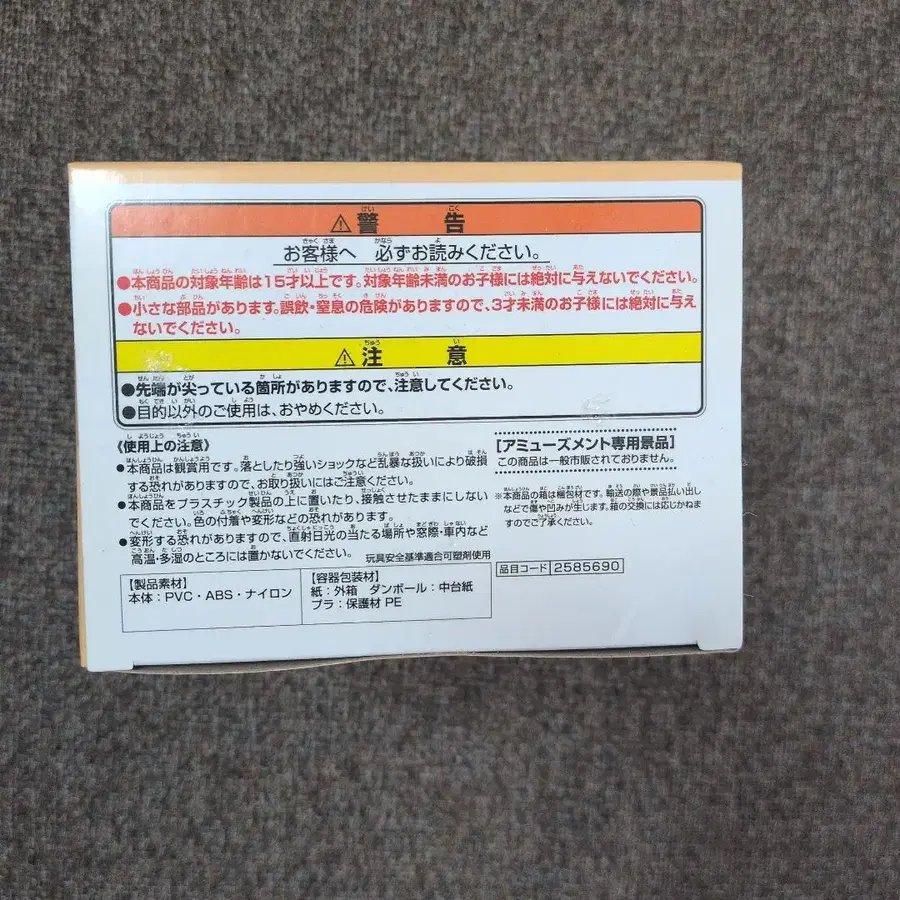 ⚠警告
お客様へ 必ずお読みください。
●本商品の対象年齢は15才以上です。対象年齢未満のお子様には絶対に与えないでください。
●小さな部品があります。誤飲・窒息の危険がありますので、3才未満のお子様には絶対に与え
ないでください。
⚠注意
●先端が尖っている箇所がありますので、注意してください。
●目的以外のご使用は、おやめください。
《使用上の注意》
●本商品は観賞用です。落としたり強いショックなど乱暴な扱いにより破損
する恐れがありますので、お取り扱いにはご注意ください。
●本商品をプラスチック製品の上に置いたり、接触させたままにしない
でください。色の付着や変形などの恐れがあります。
●変形する恐れがありますので、直射日光の当たる場所や窓際・車内など
高温・多湿のところには置かないでください。
玩具安全基準適合可塑剤使用
【製品素材】
本体：PVC・ABS・ナイロン
【容器包装材】
紙：外箱 ダンボール：中台紙
プラ：保護材 PE
[アミューズメント専用景品]
この商品は一般市販されておりません。
※本商品の箱は梱包材です。輸送の際や景品払い出し
などで傷や凹みが生じます。箱の交換には応じかねま
すのでご了承ください。
品目コード 2585690